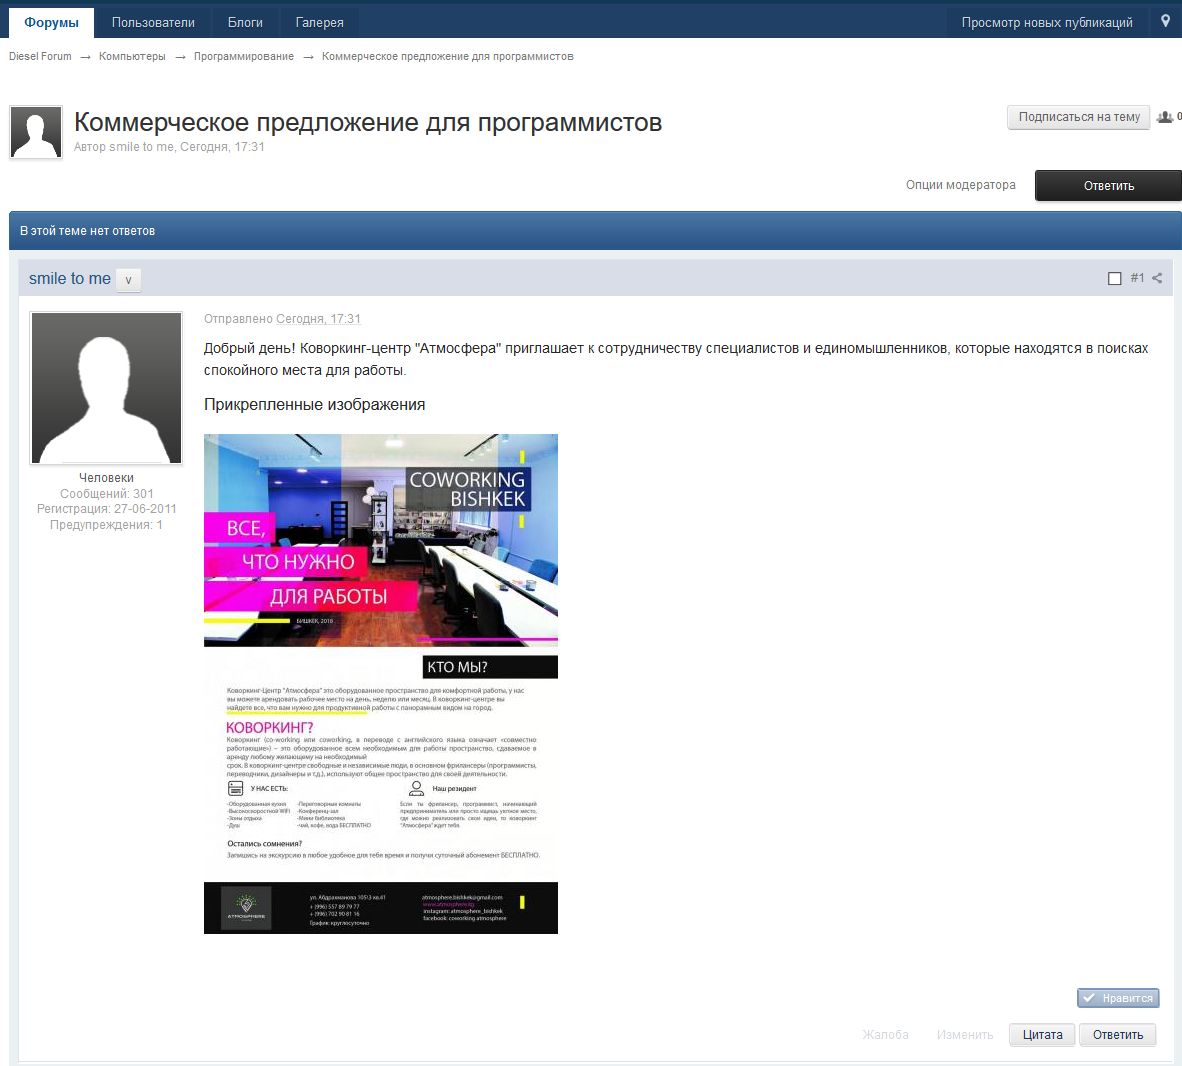 Форумы Пользователи Блоги Галерея Просмотр новых публикаций
Diesel Forum → Компьютеры → Программирование → Коммерческое предложение для программистов
Коммерческое предложение для программистов
Автор smile to me, Сегодня, 17:31
Подписаться на тему 0
Опции модератора Ответить
В этой теме нет ответов
smile to me v #1
Отправлено Сегодня, 17:31
Добрый день! Коворкинг-центр "Атмосфера" приглашает к сотрудничеству специалистов и единомышленников, которые находятся в поисках
спокойного места для работы.
Прикрепленные изображения
Человеки
Сообщений: 301
Регистрация: 27-06-2011
Предупреждения: 1
COWORKING
BISHKEK
ВСЕ,
ЧТО НУЖНО
ДЛЯ РАБОТЫ
БИШКЕК, 2018
КТО МЫ?
Коворкинг-Центр "Атмосфера" это оборудованное пространство для комфортной работы, у нас
вы можете арендовать рабочее место на день, неделю или месяц. В коворкинг-центре вы
найдете все, что вам нужно для продуктивной работы с панорамным видом на город.
КОВОРКИНГ?
Коворкинг (co-working или coworking, в переводе с английского языка означает «совместно
работающие») – это оборудованное всем необходимым для работы пространство, сдаваемое в
аренду любому желающему на необходимый
срок. В коворкинг-центре свободные и независимые люди, в основном фрилансеры (программисты,
переводчики, дизайнеры и т.д.), используют общее пространство для своей деятельности.
У НАС ЕСТЬ:
-Оборудованная кухня
-Высокоскоростной WiFi
-Зоны отдыха
-Душ
-Переговорная комнаты
-Конференц-зал
-Мини библиотека
-чай, кофе, вода БЕСПЛАТНО
Наш резидент
Если ты фрилансер, программист, начинающий
предприниматель или просто ищешь уютное место,
где можно реализовать свои идеи, то коворкинг
"Атмосфера" ждет тебя.
Остались сомнения?
Запишись на экскурсию в любое удобное для тебя время и получи суточный абонемент БЕСПЛАТНО.
ATMOSPHERE
ул. Абдрахманова 105\3 кв.41
+ (996) 557 89 79 77
+ (996) 702 90 81 16
График: круглосуточно
atmosphere.bishkek@gmail.com
www.atmosphere.kg
instagram: atmosphere_bishkek
facebook: coworking atmosphere
Нравится
Жалоба Изменить Цитата Ответить